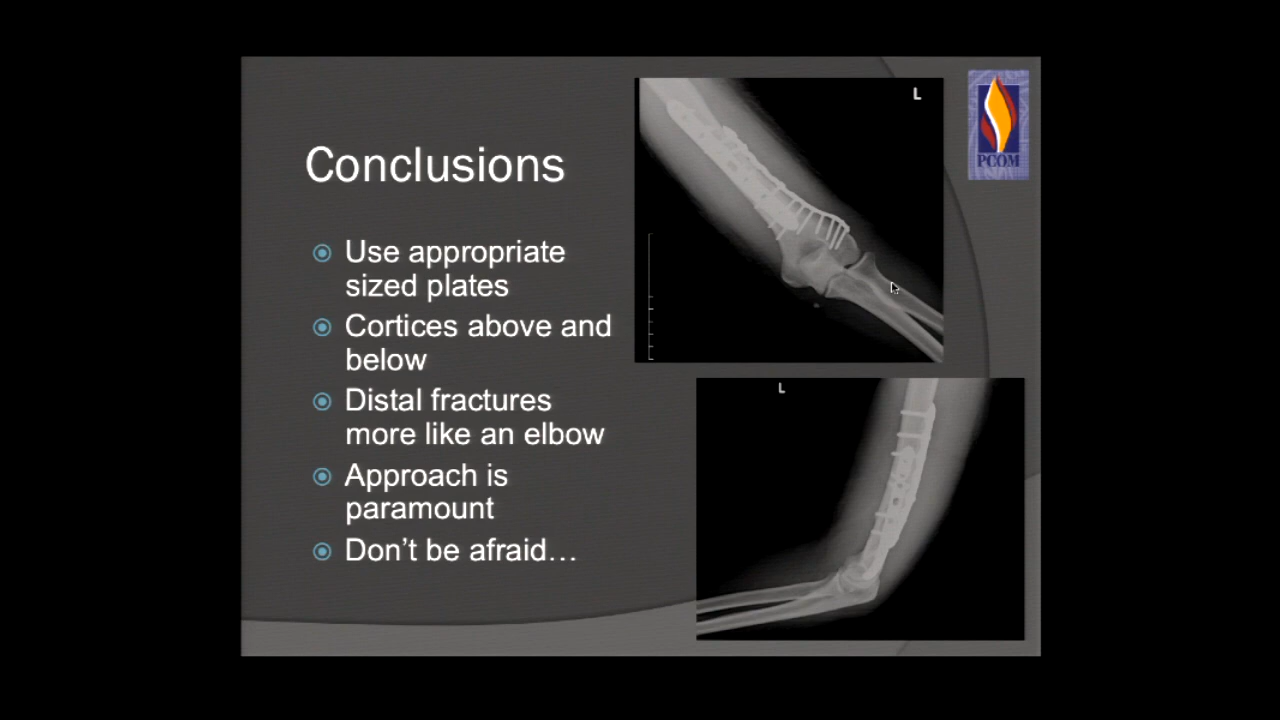 Conclusions
Use appropriate
sized plates
Cortices above and
below
Distal fractures
more like an elbow
Approach is
paramount
Don't be afraid…
L
PCOM
L